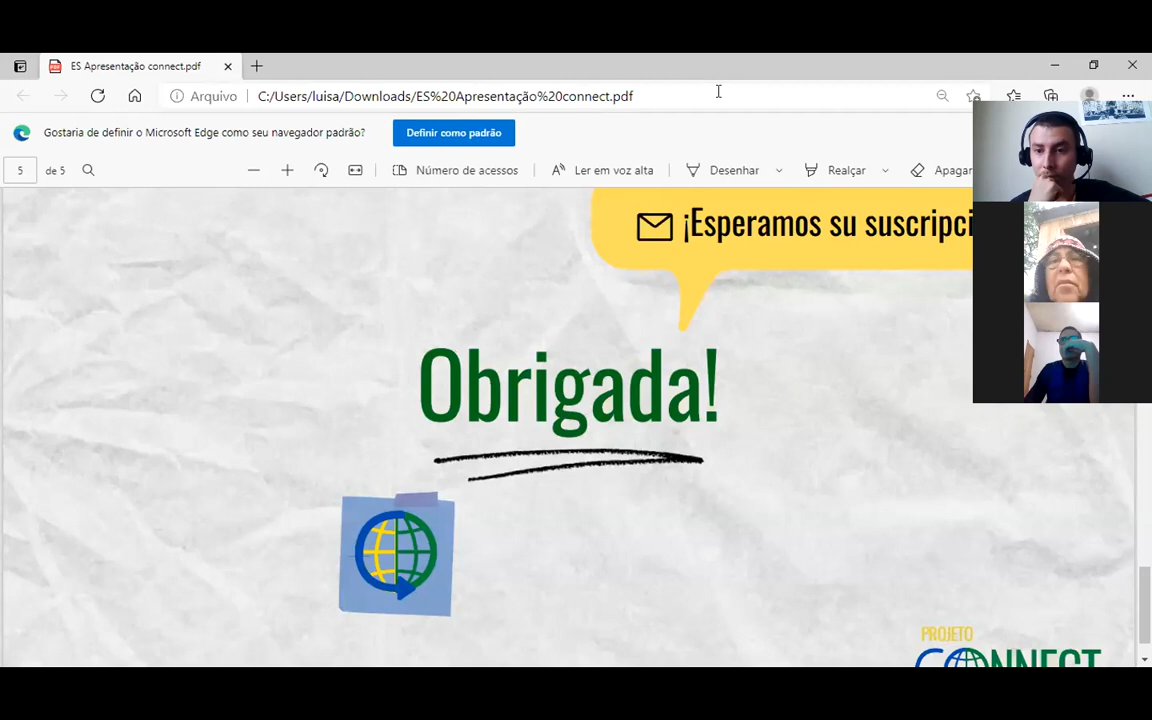 ES Apresentação connect.pdf
Arquivo
C:/Users/luisa/Downloads/ES%20Apresentação%20connect.pdf
Gostaria de definir o Microsoft Edge como seu navegador padrão?
Definir como padrão
5 de 5
Número de acessos
Ler em voz alta
Desenhar
Realçar
Apagar
¡Esperamos su suscripci
Obrigada!
PROJETO
CONNECT